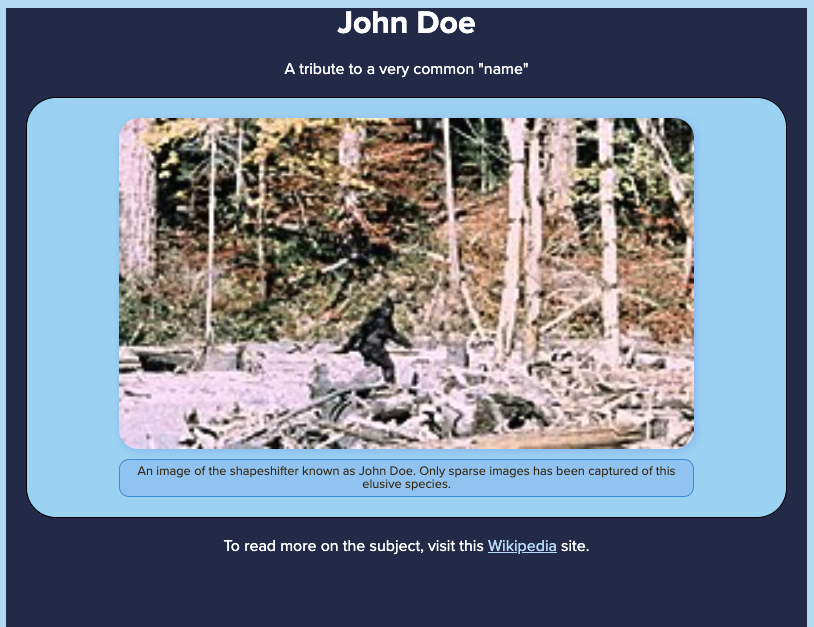 John Doe
A tribute to a very common "name"
An image of the shapeshifter known as John Doe. Only sparse images has been captured of this
elusive species.
To read more on the subject, visit this Wikipedia site.